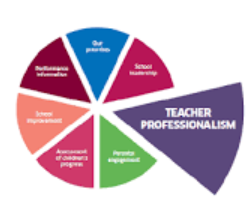 Our
priorities
School
leadership
TEACHER
PROFESSIONALISM
Parental
engagement
Assessment
of children's
progress
School
improvement
Performance
information